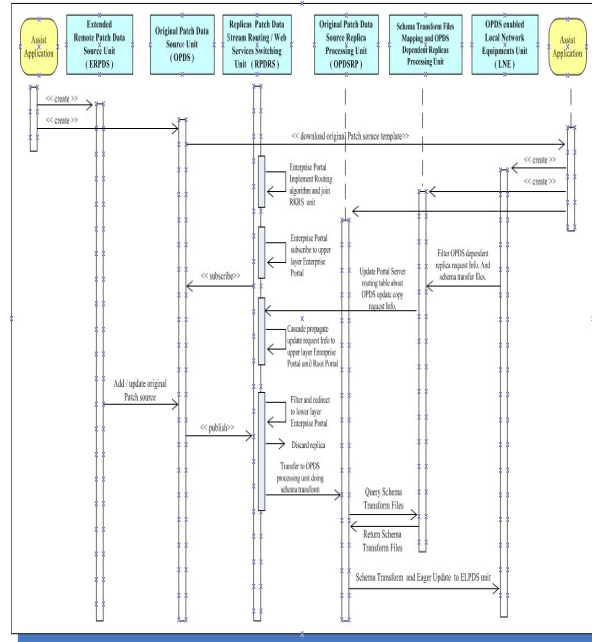 Assist
Application
Extended
Remote Patch Data
Source Unit
( ERPDS )
Original Patch Data
Source Unit
( OPDS )
Replicas Patch Data
Stream Routing / Web
Services Switching
Unit ( RPDRS )
Original Patch Data
Source Replica
Processing Unit
( OPDSRP )
Schema Transform Files
Mapping and OPDS
Dependent Replicas
Processing Unit
OPDS enabled
Local Network
Equipments Unit
( LNE )
Assist
Application
<< create >>
<< create >>
<< download original Patch soruce template>>
<< create >>
<< create >>
Enterprise Portal
Implement Routing
algorithm and join
RKRS unit
Enterprise Portal
subscribe to upper
layer Enterprise
Portal
<< subscribe>>
Update Portal Server
routing table about
OPDS update copy
request Info.
Filter OPDS dependent
replica request Info. And
schema transfer files.
Cascade propagate
update request Info to
upper layer Enterprise
Portal until Root Portal
Add / update original
Patch source
<< publish>>
Filter and redirect
to lower layer
Enterprise Portal
Discard replica
Transfer to OPDS
processing unit doing
schema transform
Query Schema
Transform Files
Return Schema
Transform Files
Schema Transform and Eager Update to ELPDS unit